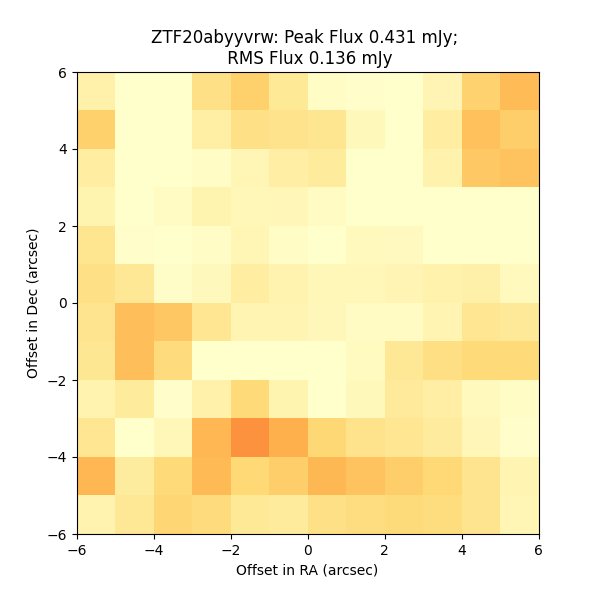 ZTF20abyyvrw: Peak Flux 0.431 mJy;
RMS Flux 0.136 mJy
6
4
2
0
−2
−4
−6
Offset in Dec (arcsec)
−6 −4 −2 0 2 4 6
Offset in RA (arcsec)